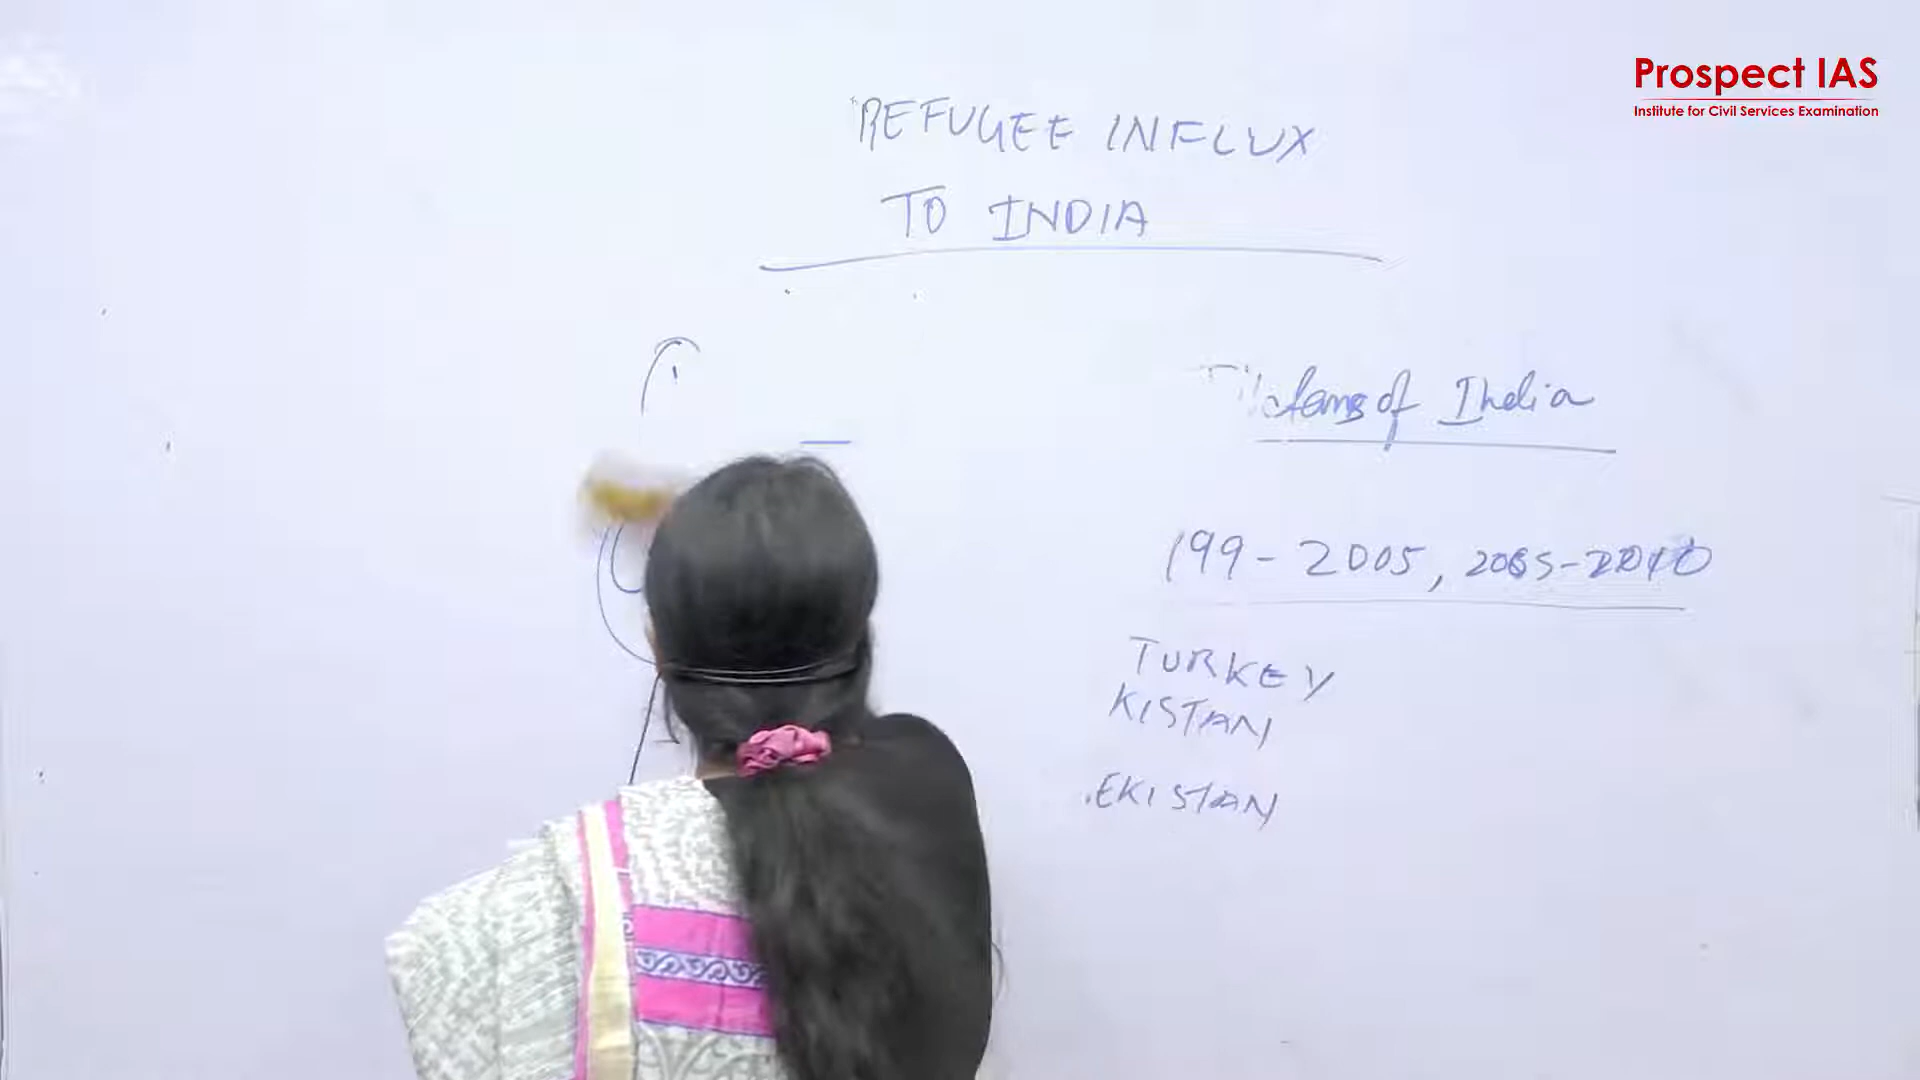 Prospect IAS
Institute for Civil Services Examination
REFUGEE INFLUX
TO INDIA
of India
199-2005, 2005-2010
TURKEY
KISTAN
EKISTAN